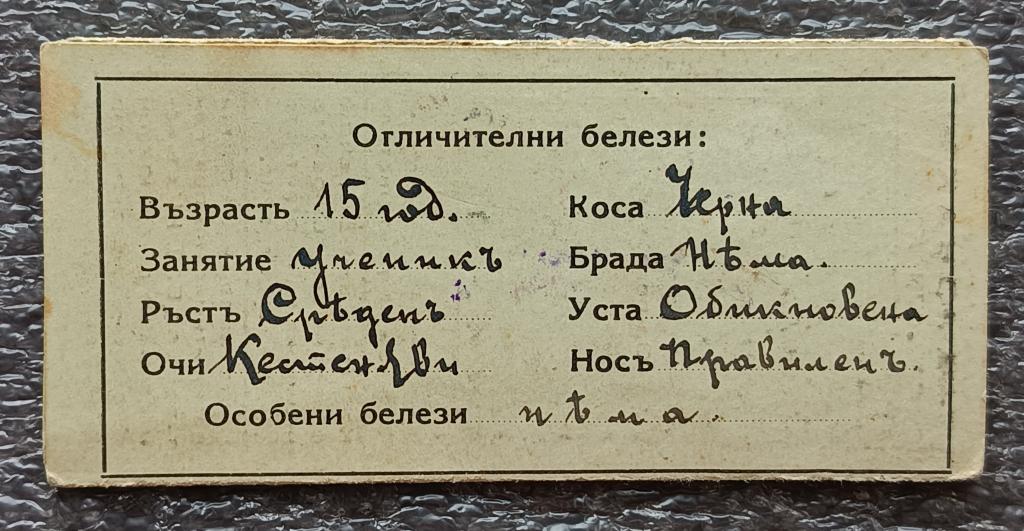 Отличителни белези:
Възрасть 15 год. Коса Черна
Занятие Ученикъ Брада Нѣма.
Ръстъ Срѣденъ Уста Обикновена
Очи Кестеняви Носъ Правиленъ.
Особени белези нѣма.